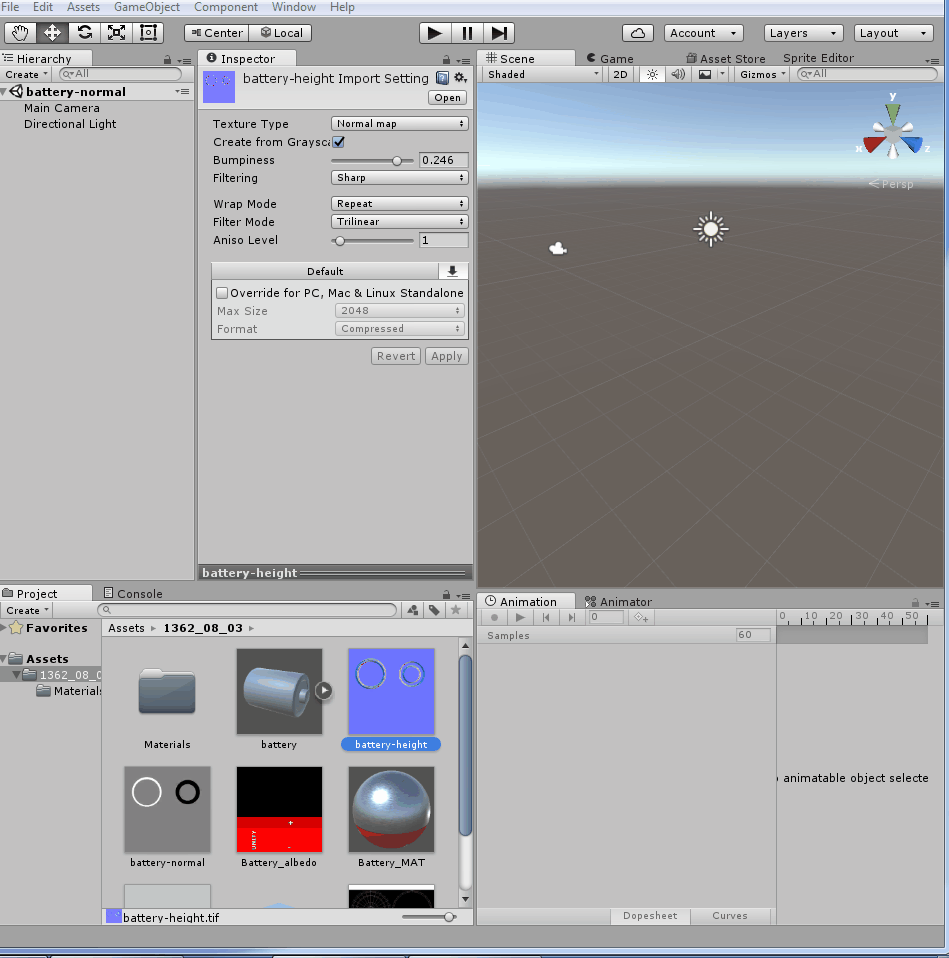 File Edit Assets GameObject Component Window Help
Center Local Account Layers Layout
Hierarchy
Create All
battery-normal
Main Camera
Directional Light
Inspector
battery-height Import Setting
Open
Texture Type Normal map
Create from Graysca
Bumpiness 0.246
Filtering Sharp
Wrap Mode Repeat
Filter Mode Trilinear
Aniso Level 1
Default
Override for PC, Mac & Linux Standalone
Max Size 2048
Format Compressed
Revert Apply
battery-height
Scene Game Asset Store Sprite Editor
Shaded 2D Gizmos All
y
x z
Persp
Project Console
Create
Favorites
Assets
1362_08_0
Materials
Assets 1362_08_03
Materials battery battery-height
battery-normal Battery_albedo Battery_MAT
battery-height.tif
Animation Animator
0 0 10 20 30 40 50
Samples 60
animatable object selecte
Dopesheet Curves